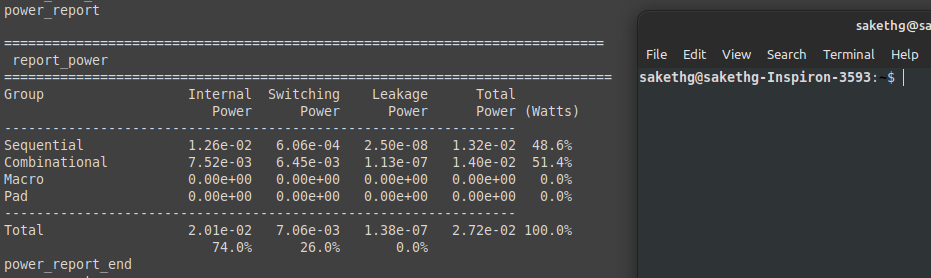 power_report
===========================================================================
report_power
============================================================================
Group Internal Switching Leakage Total
Power Power Power Power (Watts)
----------------------------------------------------------------
Sequential 1.26e-02 6.06e-04 2.50e-08 1.32e-02 48.6%
Combinational 7.52e-03 6.45e-03 1.13e-07 1.40e-02 51.4%
Macro 0.00e+00 0.00e+00 0.00e+00 0.00e+00 0.0%
Pad 0.00e+00 0.00e+00 0.00e+00 0.00e+00 0.0%
----------------------------------------------------------------
Total 2.01e-02 7.06e-03 1.38e-07 2.72e-02 100.0%
74.0% 26.0% 0.0%
power_report_end
sakethg@sa
File Edit View Search Terminal Help
sakethg@sakethg-Inspiron-3593:~$